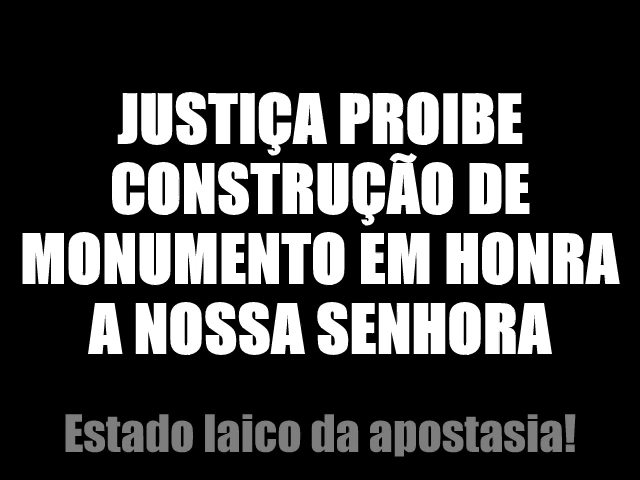 JUSTIÇA PROIBE
CONSTRUÇÃO DE
MONUMENTO EM HONRA
A NOSSA SENHORA
Estado laico da apostasia!